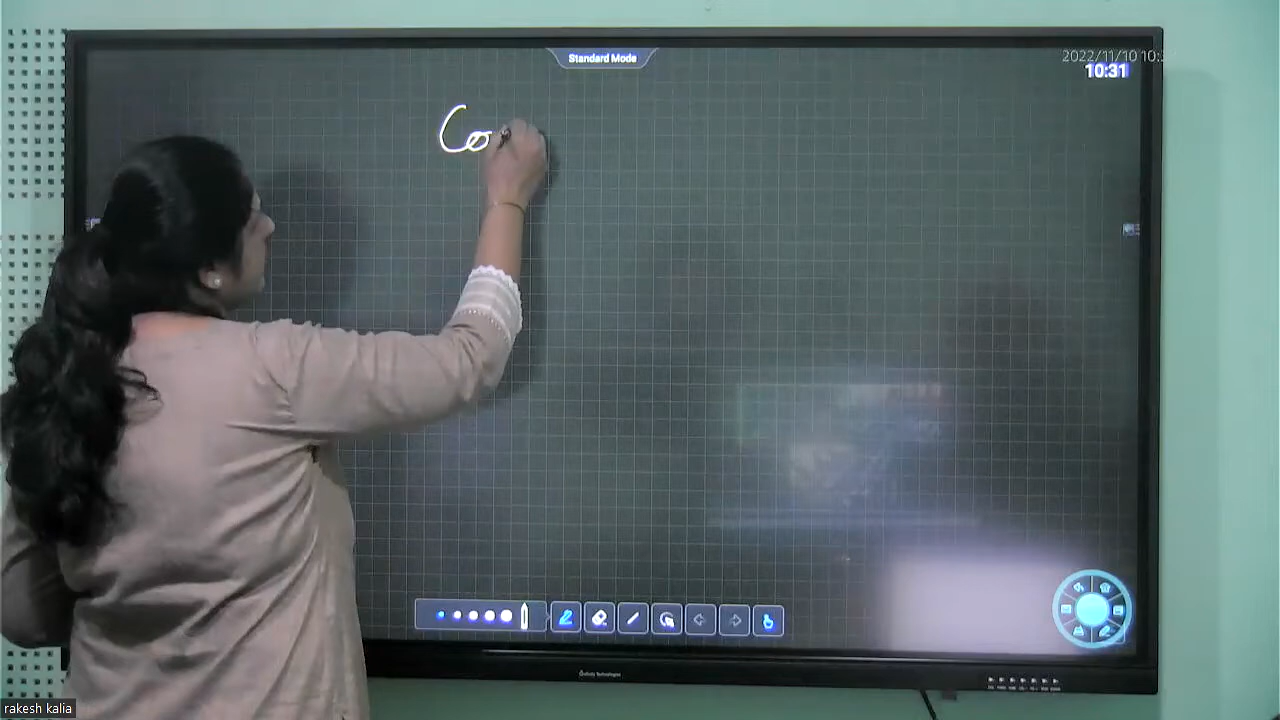 Standard Mode
2022/11/10 10:3
10:31
Co
rakesh kalia